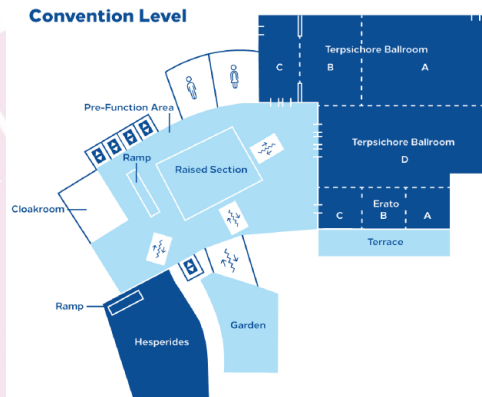 Convention Level
Terpsichore Ballroom
C
B
A
Pre-Function Area
Ramp
Raised Section
Terpsichore Ballroom
D
Cloakroom
Erato
C
B
A
Terrace
Ramp
Hesperides
Garden